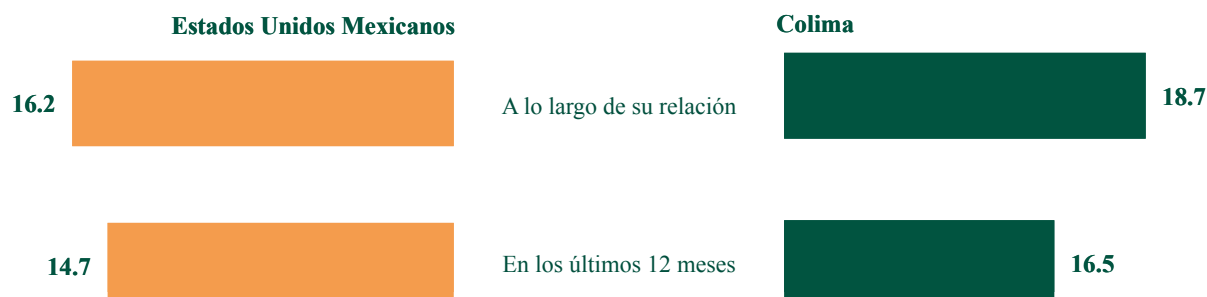 Estados Unidos Mexicanos
Colima
16.2
A lo largo de su relación
18.7
14.7
En los últimos 12 meses
16.5